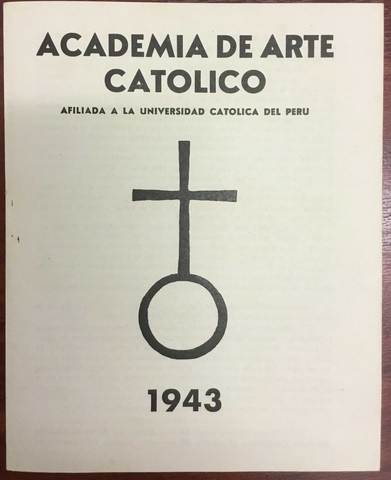 ACADEMIA DE ARTE
CATOLICO
AFILIADA A LA UNIVERSIDAD CATOLICA DEL PERU
1943